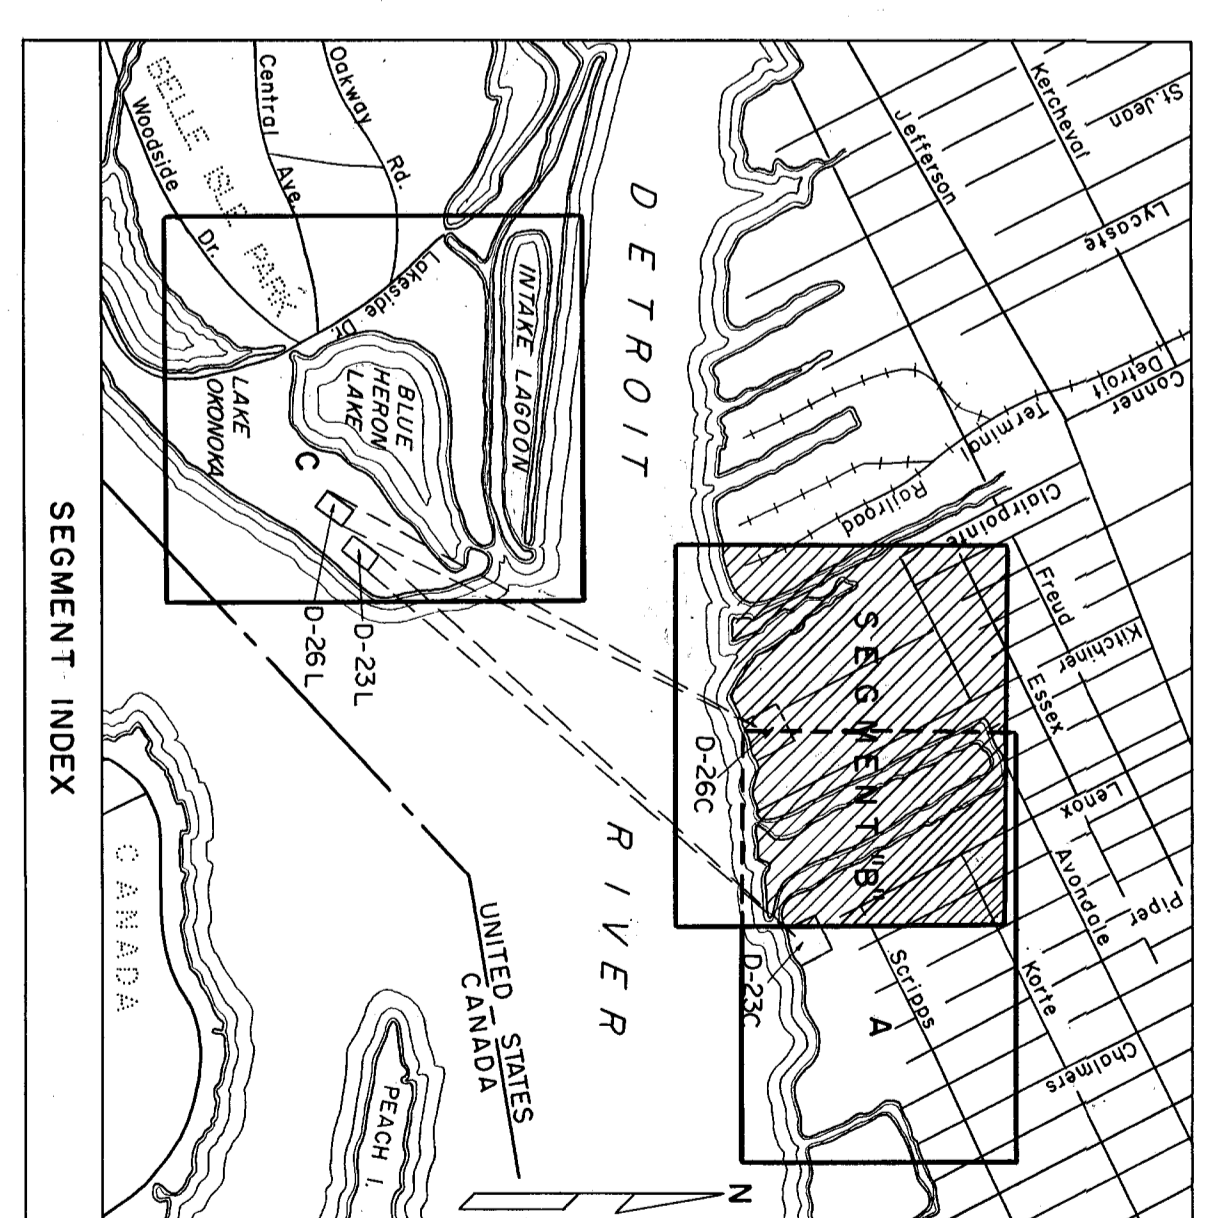 SEGMENT INDEX
BELLE ISLE PARK
Woodside
Dr.
Central
Ave.
Oakway
Rd.
Lakeside
Dr.
INTAKE LAGOON
BLUE
HERON
LAKE
LAKE
OKONOKA
C
D-26L
D-23L
DETROIT
RIVER
D-26C
D-23C
SEGMENT "B"
A
St. Jean
Kercheval
Jefferson
Lycaste
Conner
Detroit
Terminal
Railroad
Clairpointe
Freud
Kitchiner
Essex
Lenox
Avondale
Piper
Korte
Scripps
Chalmers
UNITED STATES
CANADA
CANADA
PEACH I.
N